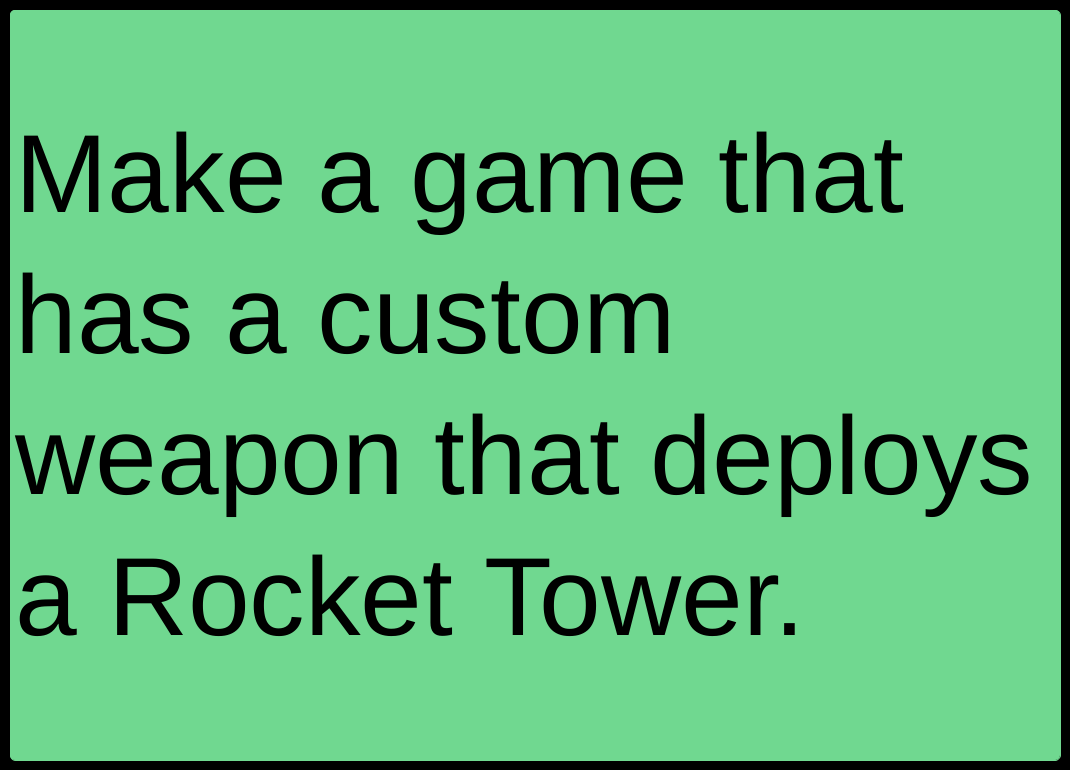 Make a game that
has a custom
weapon that deploys
a Rocket Tower.